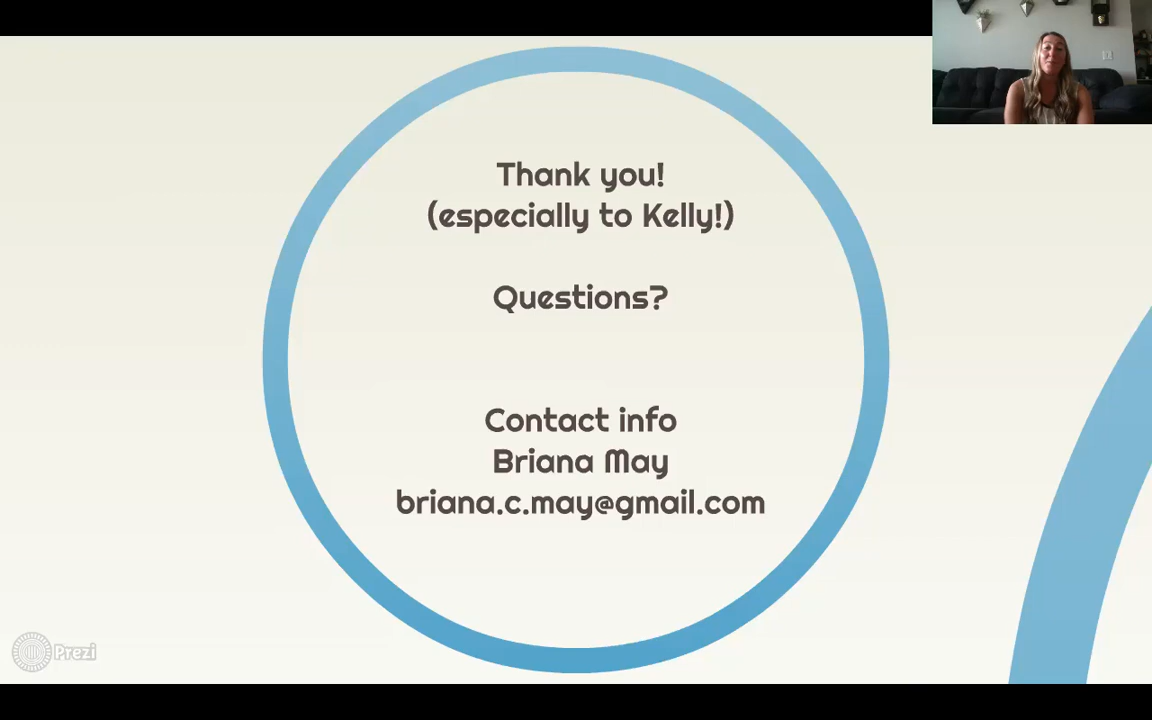 Thank you!
(especially to Kelly!)
Questions?
Contact info
Briana May
briana.c.may@gmail.com
Prezi